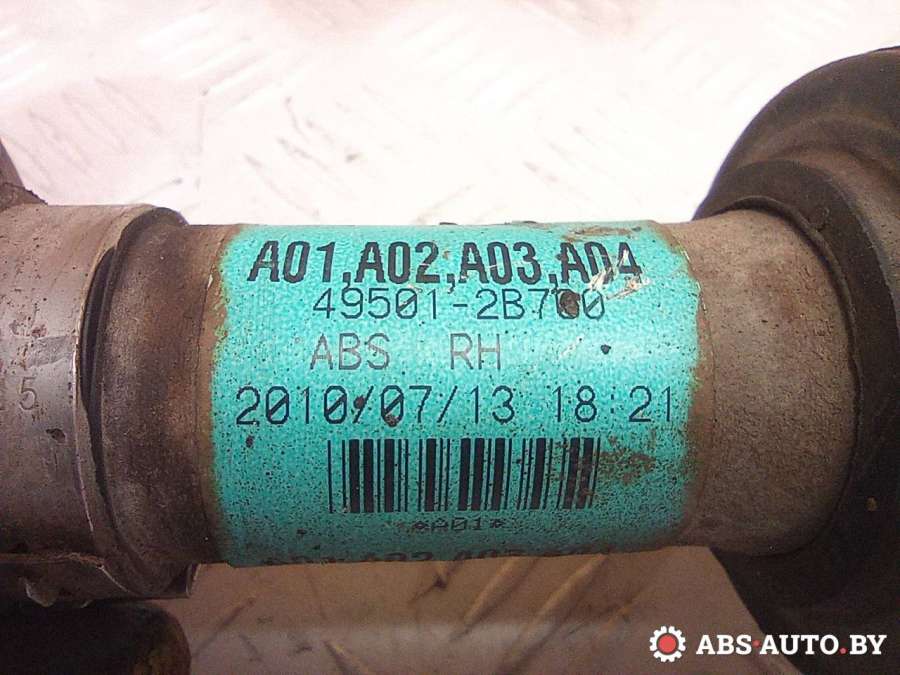 A01,A02,A03,A04
49501-2B700
ABS RH
2010/07/13 18:21
*A01*
ABS-AUTO.BY